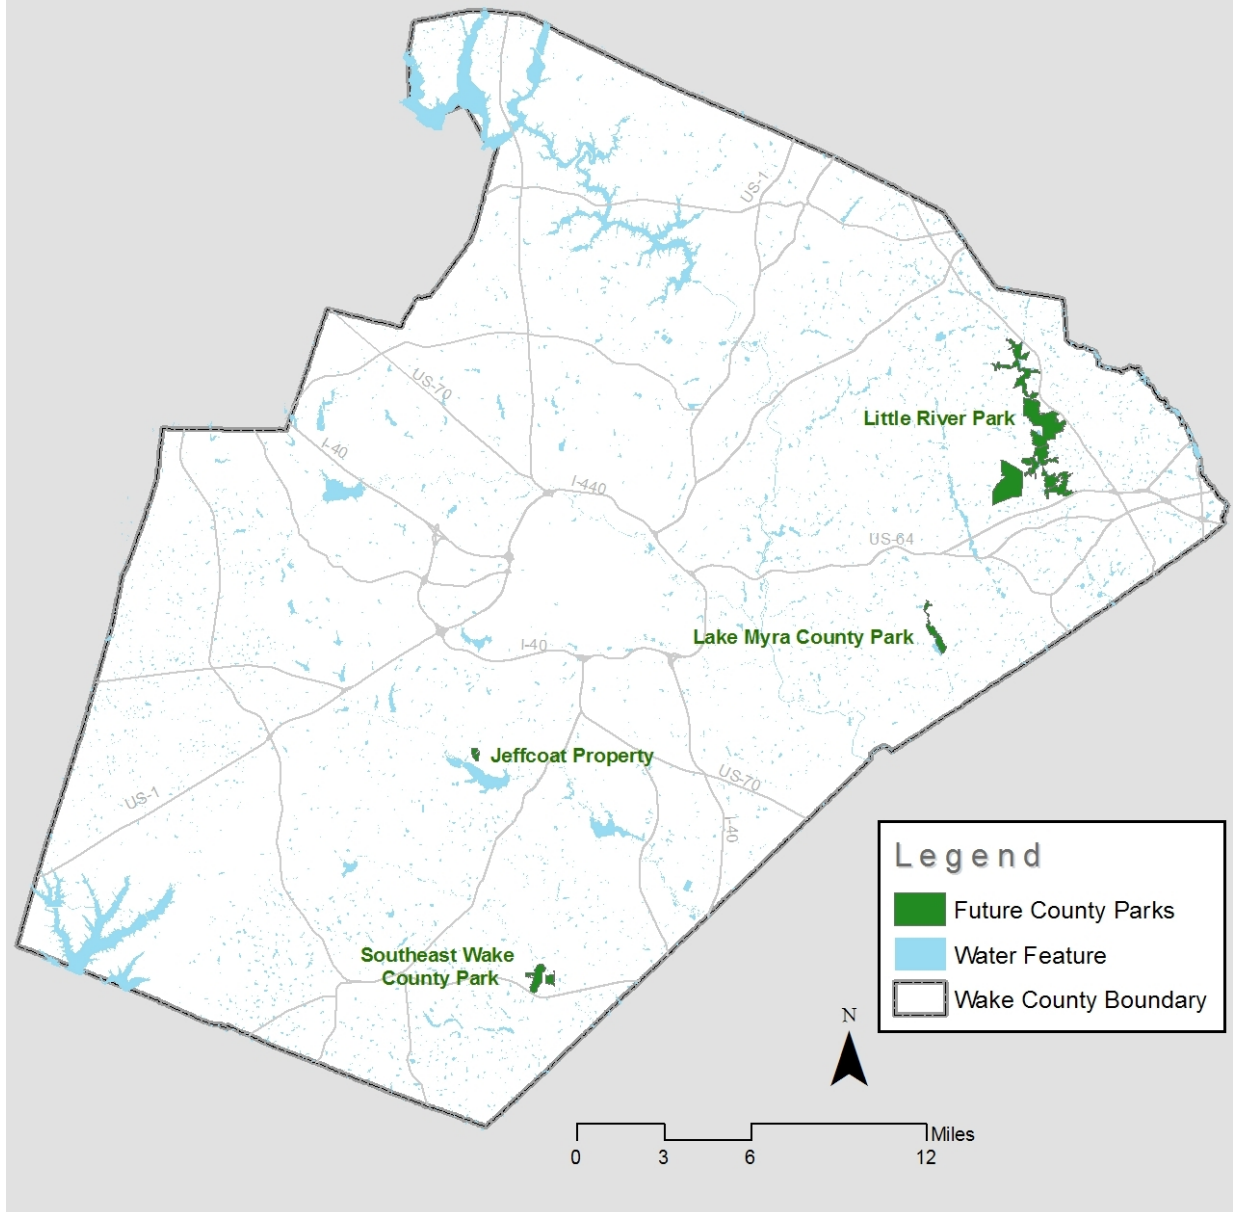 US-1
US-70
Little River Park
I-40
I-440
US-64
Lake Myra County Park
I-40
Jeffcoat Property
US-70
US-1
I-40
Legend
Future County Parks
Water Feature
Wake County Boundary
Southeast Wake
County Park
N
Miles
0 3 6 12